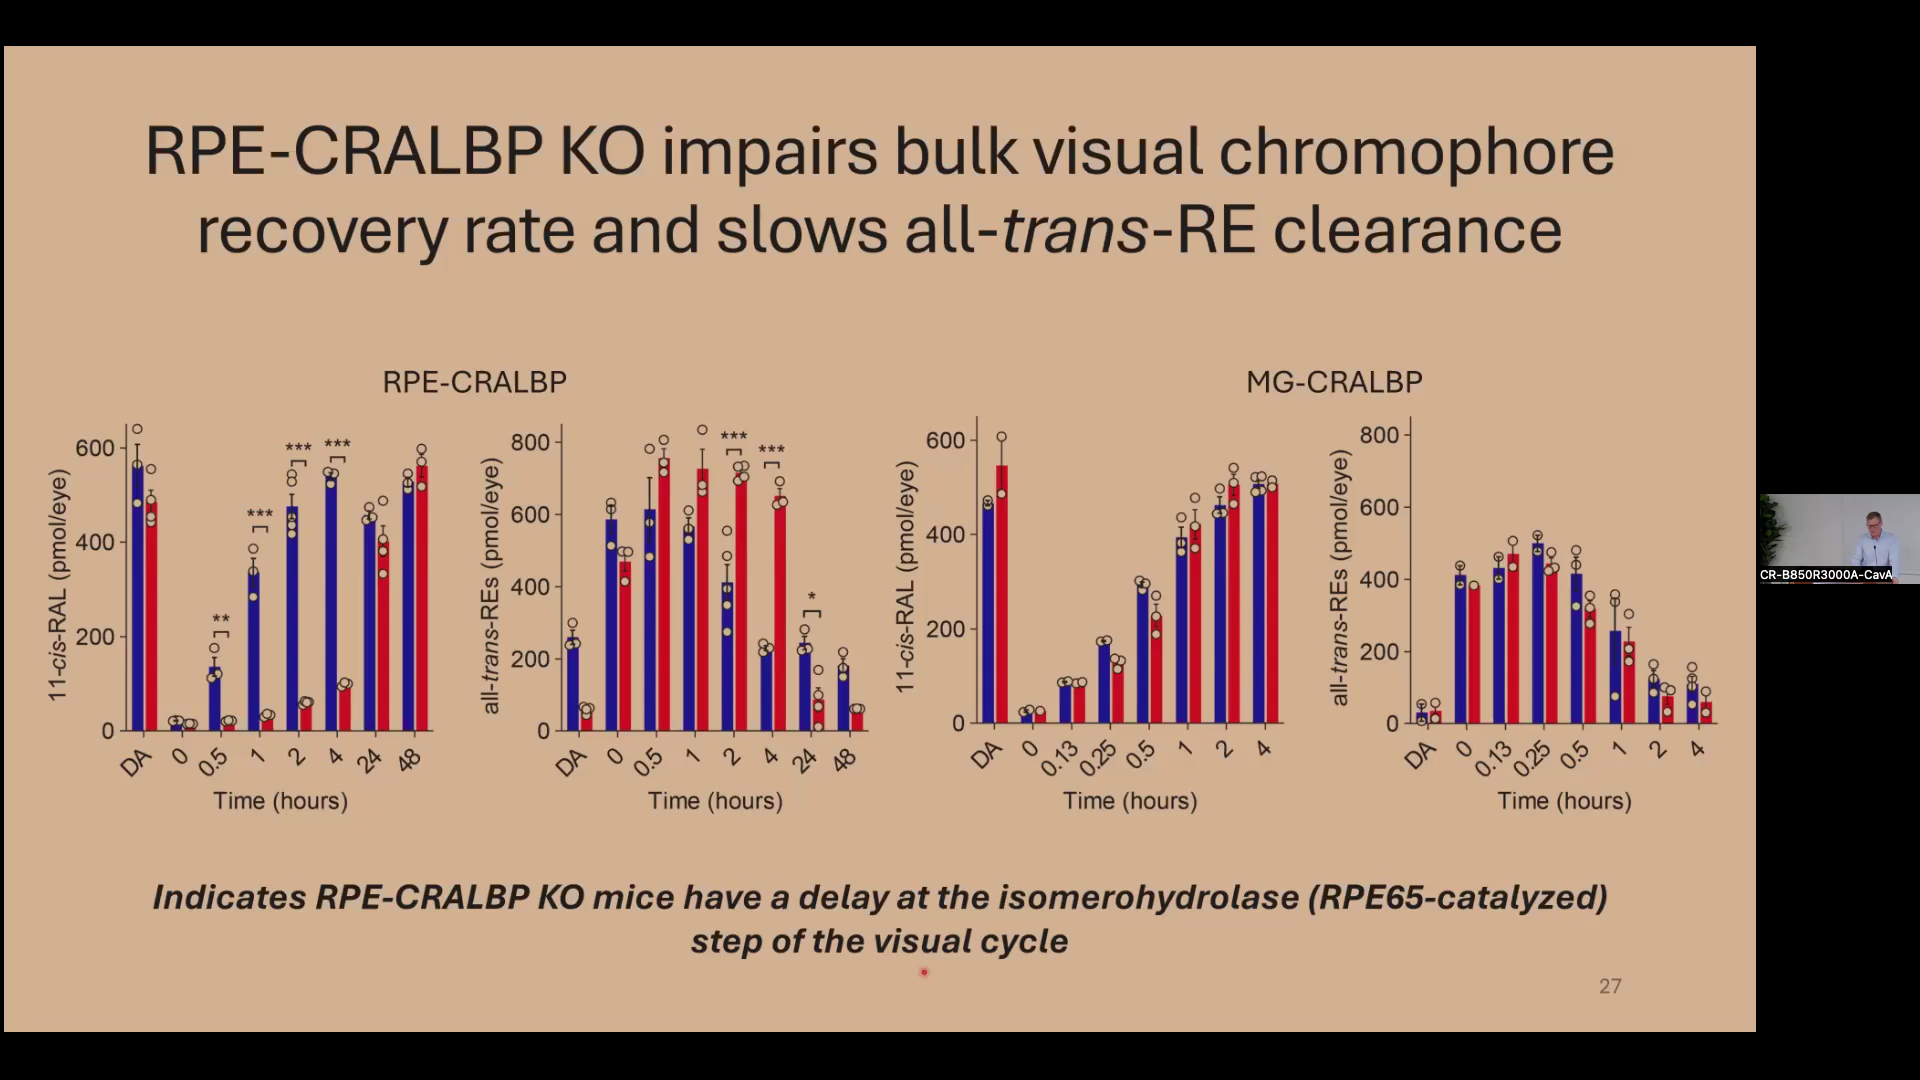 RPE-CRALBP KO impairs bulk visual chromophore
recovery rate and slows all-trans-RE clearance
RPE-CRALBP
MG-CRALBP
11-cis-RAL (pmol/eye)
600
400
200
0
** *** *** ***
DA 0 0.5 1 2 4 24 48
Time (hours)
all-trans-REs (pmol/eye)
800
600
400
200
0
*** *** *
DA 0 0.5 1 2 4 24 48
Time (hours)
11-cis-RAL (pmol/eye)
600
400
200
0
DA 0 0.13 0.25 0.5 1 2 4
Time (hours)
all-trans-REs (pmol/eye)
800
600
400
200
0
DA 0 0.13 0.25 0.5 1 2 4
Time (hours)
Indicates RPE-CRALBP KO mice have a delay at the isomerohydrolase (RPE65-catalyzed)
step of the visual cycle
27
CR-B850R3000A-CavA